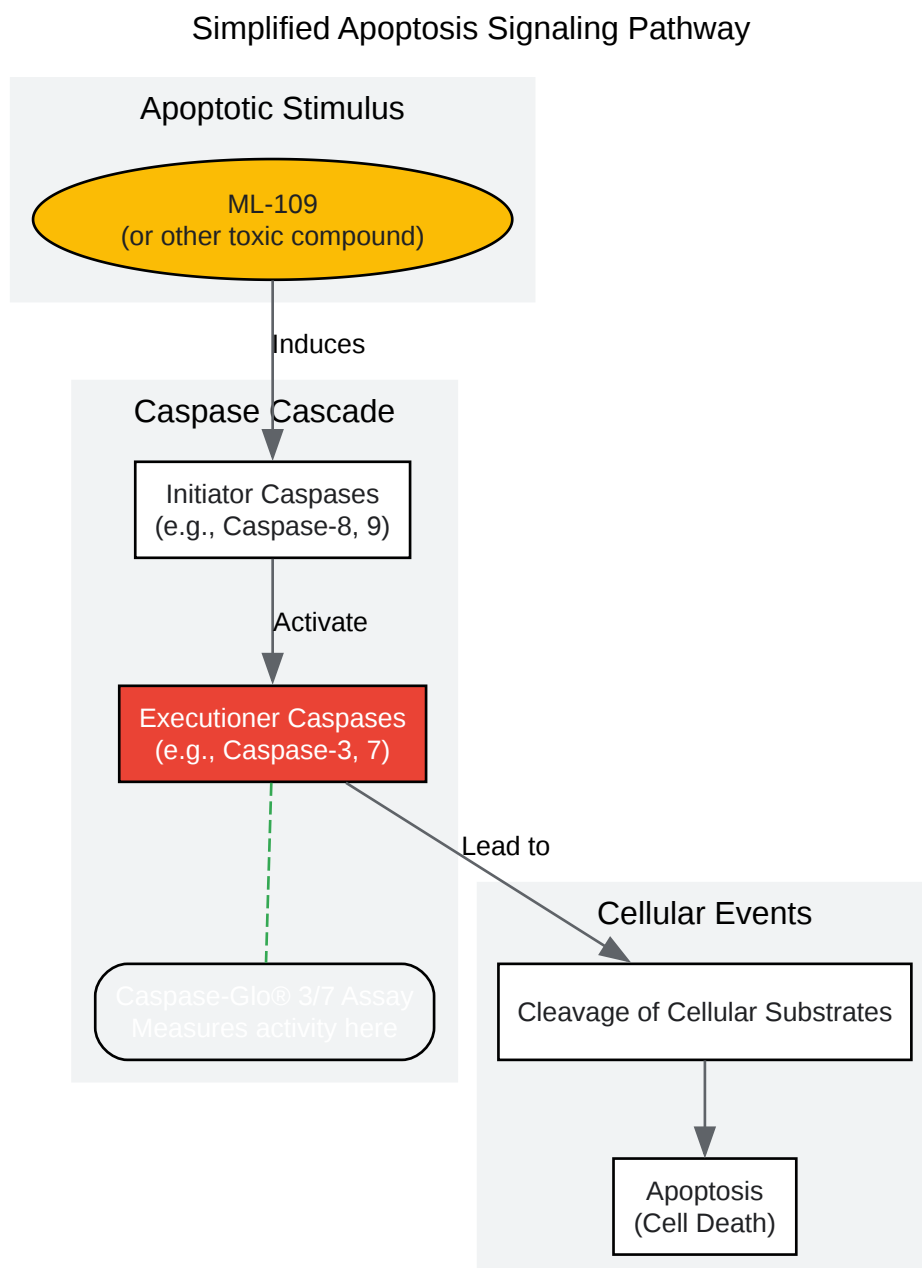 Simplified Apoptosis Signaling Pathway
Apoptotic Stimulus
ML-109
(or other toxic compound)
Induces
Caspase Cascade
Initiator Caspases
(e.g., Caspase-8, 9)
Activate
Executioner Caspases
(e.g., Caspase-3, 7)
Lead to
Cellular Events
Caspase-Glo® 3/7 Assay
Measures activity here
Cleavage of Cellular Substrates
Apoptosis
(Cell Death)